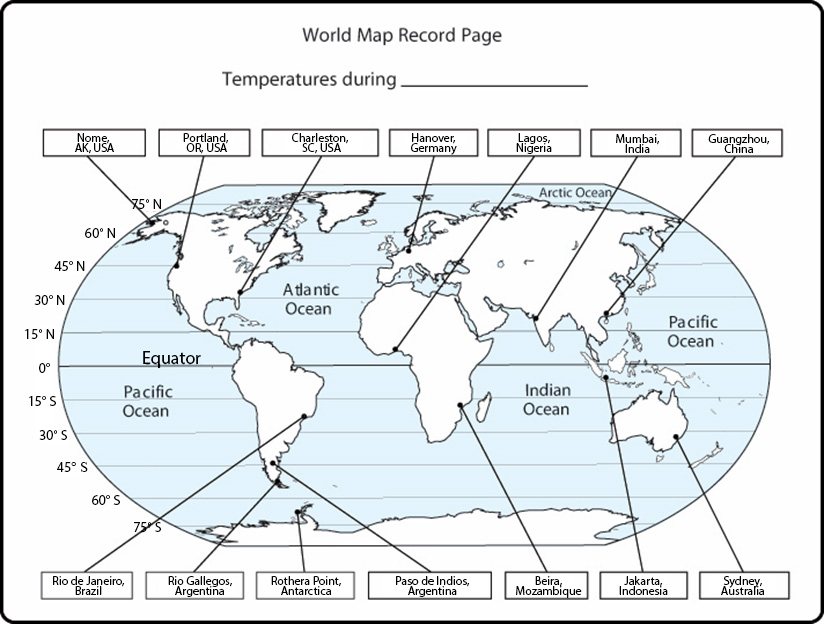 World Map Record Page
Temperatures during
Nome,
AK, USA
Portland,
OR, USA
Charleston,
SC, USA
Hanover,
Germany
Lagos,
Nigeria
Mumbai,
India
Guangzhou,
China
Arctic Ocean
75° N
60° N
45° N
30° N
15° N
0°
15° S
30° S
45° S
60° S
75° S
Atlantic
Ocean
Pacific
Ocean
Equator
Pacific
Ocean
Indian
Ocean
Rio de Janeiro,
Brazil
Rio Gallegos,
Argentina
Rothera Point,
Antarctica
Paso de Indios,
Argentina
Beira,
Mozambique
Jakarta,
Indonesia
Sydney,
Australia